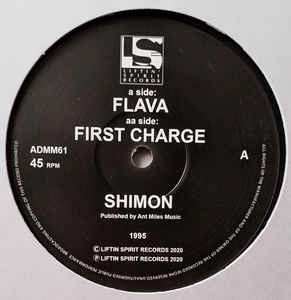 LS
LIFTIN
SPIRIT
RECORDS
a side:
FLAVA
aa side:
FIRST CHARGE
ADMM61
45 RPM
A
SHIMON
Published by Ant Miles Music
1995
Ⓟ LIFTIN SPIRIT RECORDS 2020
© LIFTIN SPIRIT RECORDS 2020